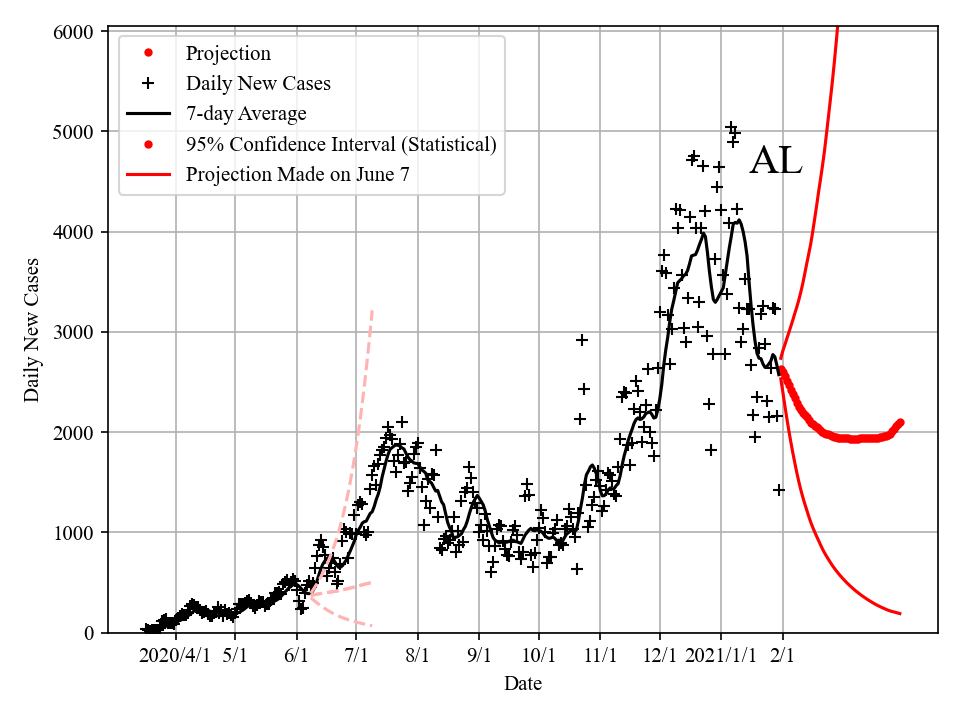 6000
5000
4000
3000
2000
1000
0
Daily New Cases
Projection
Daily New Cases
7-day Average
95% Confidence Interval (Statistical)
Projection Made on June 7
AL
2020/4/1 5/1 6/1 7/1 8/1 9/1 10/1 11/1 12/1 2021/1/1 2/1
Date